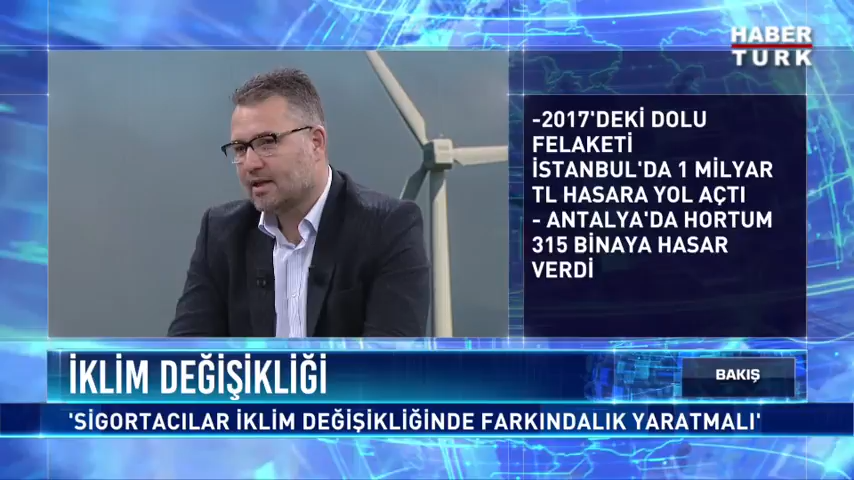 HABER
TÜRK
-2017'DEKİ DOLU
FELAKETİ
İSTANBUL'DA 1 MİLYAR
TL HASARA YOL AÇTI
- ANTALYA'DA HORTUM
315 BİNAYA HASAR
VERDİ
İKLİM DEĞİŞİKLİĞİ
BAKIŞ
'SİGORTACILAR İKLİM DEĞİŞİKLİĞİNDE FARKINDALIK YARATMALI'